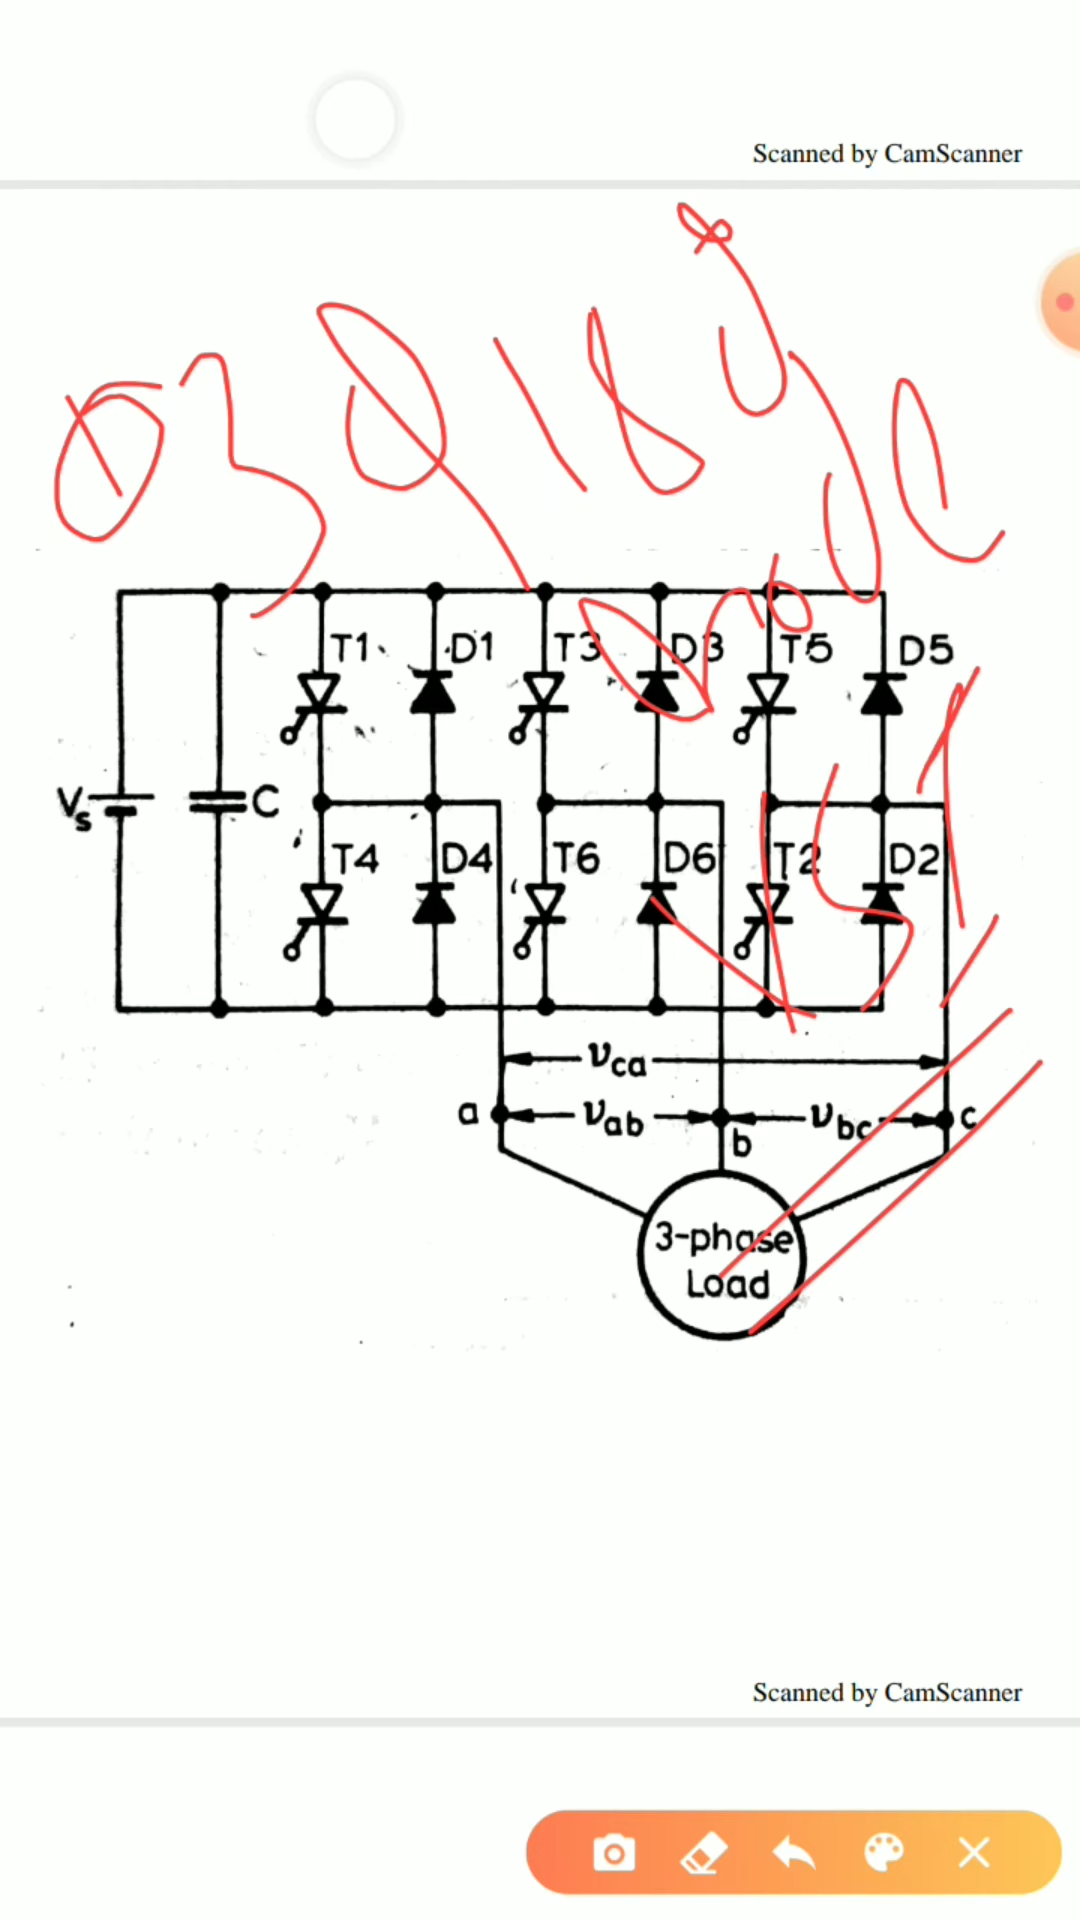 Scanned by CamScanner
T1 D1 T3 D3 T5 D5
Vs C
T4 D4 T6 D6 T2 D2
vca
a vab b vbc c
3-phase
Load
Scanned by CamScanner